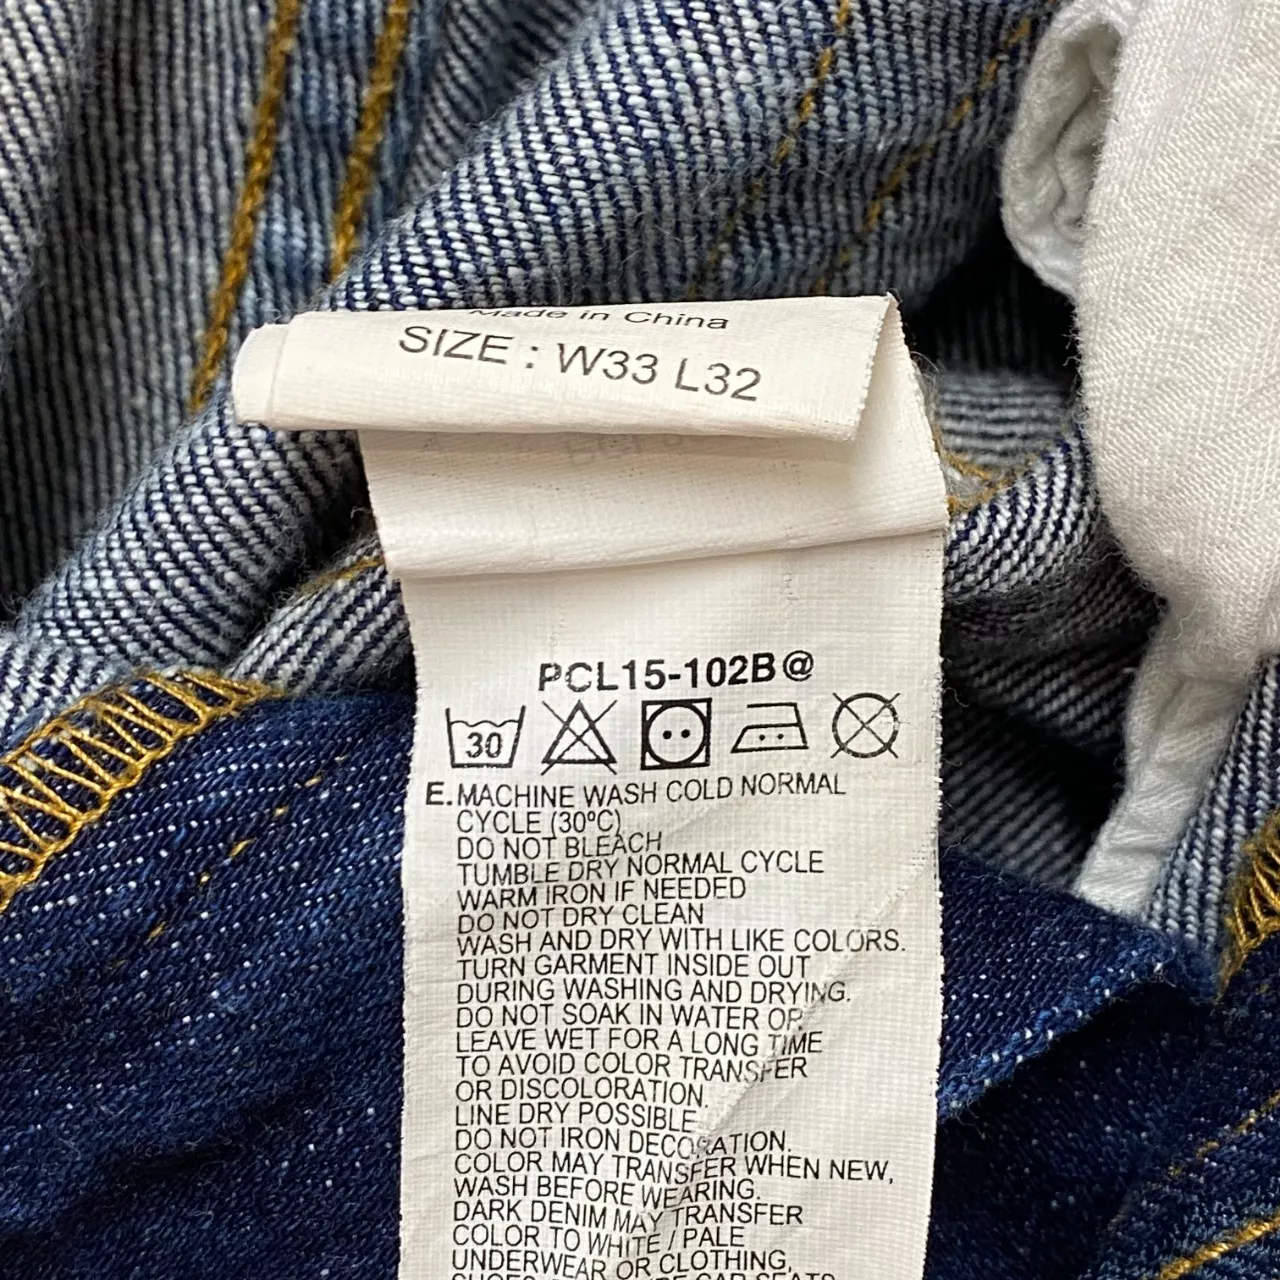 Made in China
SIZE : W33 L32
PCL15-102B@
30
E. MACHINE WASH COLD NORMAL
CYCLE (30ºC)
DO NOT BLEACH
TUMBLE DRY NORMAL CYCLE
WARM IRON IF NEEDED
DO NOT DRY CLEAN
WASH AND DRY WITH LIKE COLORS.
TURN GARMENT INSIDE OUT
DURING WASHING AND DRYING.
DO NOT SOAK IN WATER OR
LEAVE WET FOR A LONG TIME
TO AVOID COLOR TRANSFER
OR DISCOLORATION.
LINE DRY POSSIBLE
DO NOT IRON DECORATION.
COLOR MAY TRANSFER WHEN NEW,
WASH BEFORE WEARING.
DARK DENIM MAY TRANSFER
COLOR TO WHITE / PALE
UNDERWEAR OR CLOTHING,
CAR SEATS